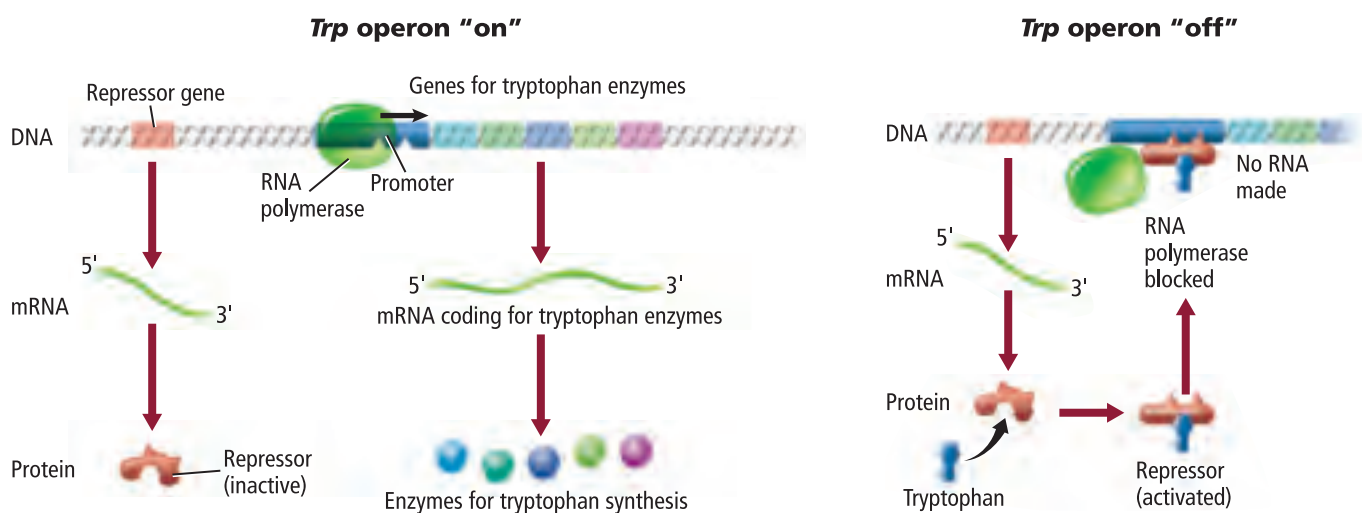 Trp operon “on”
Repressor gene
Genes for tryptophan enzymes
DNA
RNA
polymerase
Promoter
5'
3'
mRNA
5'
3'
mRNA coding for tryptophan enzymes
Protein
Repressor
(inactive)
Enzymes for tryptophan synthesis
Trp operon “off”
DNA
No RNA
made
RNA
polymerase
blocked
5'
3'
mRNA
Protein
Tryptophan
Repressor
(activated)